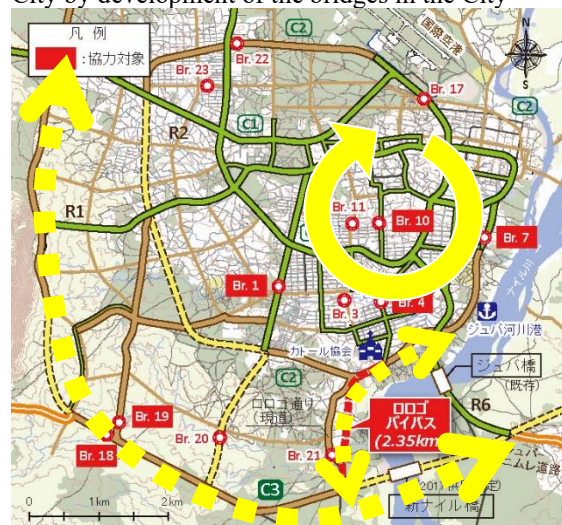 City by development of the bridges in the City
凡 例
:協力対象
国際空港
N
S
C2
Br. 22
Br. 23
Br. 17
C2
C1
R2
R1
Br. 11
Br. 10
Br. 7
ナイル川
Br. 1
Br. 3
Br. 4
ジュバ河川港
カトール協会
ジュバ橋
(既存)
C2
ロロゴ通り
(現道)
R6
ロロゴ
バイパス
(2.35km
Br. 19
Br. 18
Br. 20
Br. 21
C3
新ナイル橋
0 1km 2km